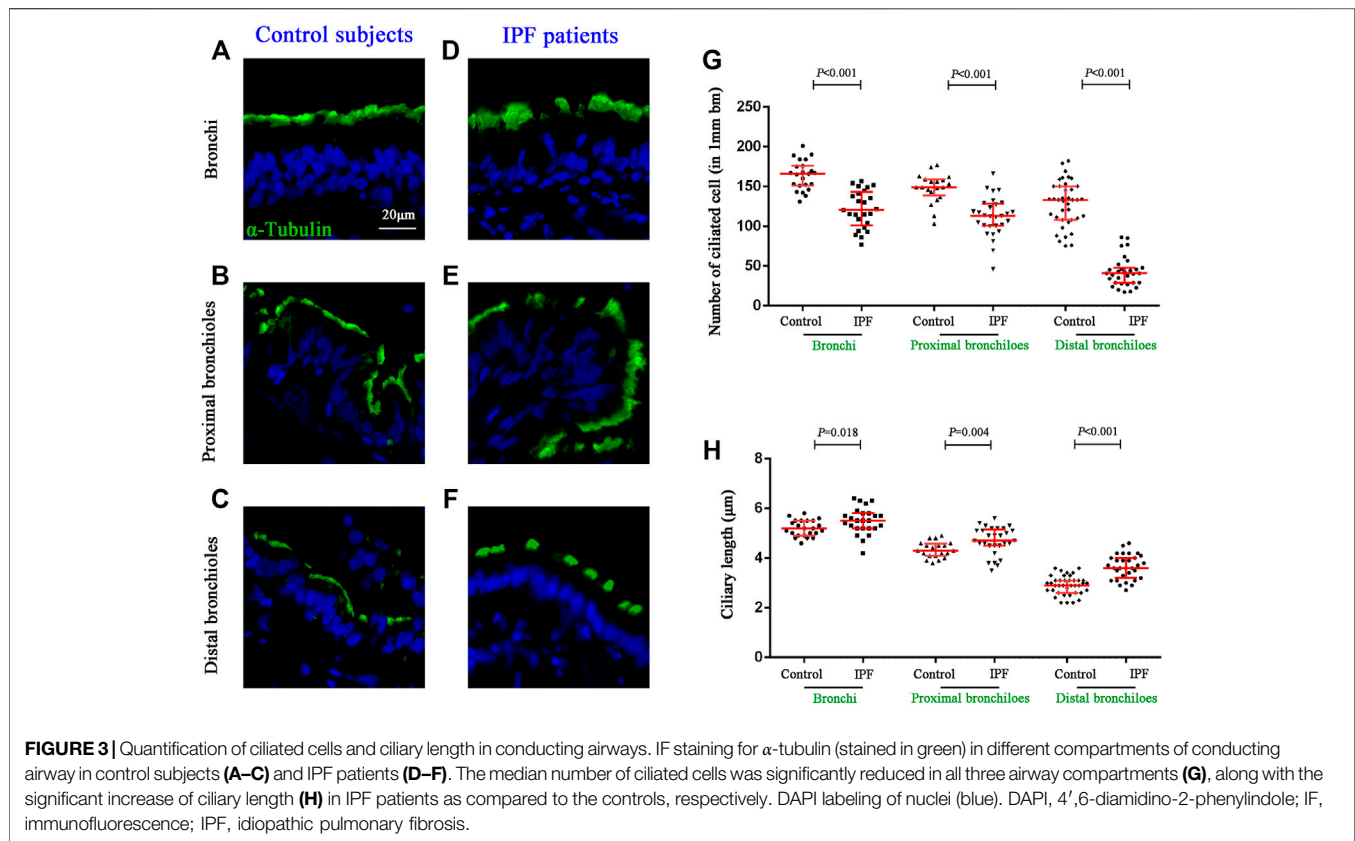 Control subjects
IPF patients
A
D
G
Bronchi
α-Tubulin
20μm
B
E
Proximal bronchioles
C
F
Distal bronchioles
P<0.001
P<0.001
P<0.001
Number of ciliated cell (in 1mm bm)
250
200
150
100
50
0
Control IPF Control IPF Control IPF
Bronchi Proximal bronchiloes Distal bronchiloes
H
P=0.018
P=0.004
P<0.001
Ciliary length (μm)
8
6
4
2
0
Control IPF Control IPF Control IPF
Bronchi Proximal bronchiloes Distal bronchiloes
FIGURE 3 | Quantification of ciliated cells and ciliary length in conducting airways. IF staining for α-tubulin (stained in green) in different compartments of conducting
airway in control subjects (A–C) and IPF patients (D–F). The median number of ciliated cells was significantly reduced in all three airway compartments (G), along with the
significant increase of ciliary length (H) in IPF patients as compared to the controls, respectively. DAPI labeling of nuclei (blue). DAPI, 4′,6-diamidino-2-phenylindole; IF,
immunofluorescence; IPF, idiopathic pulmonary fibrosis.